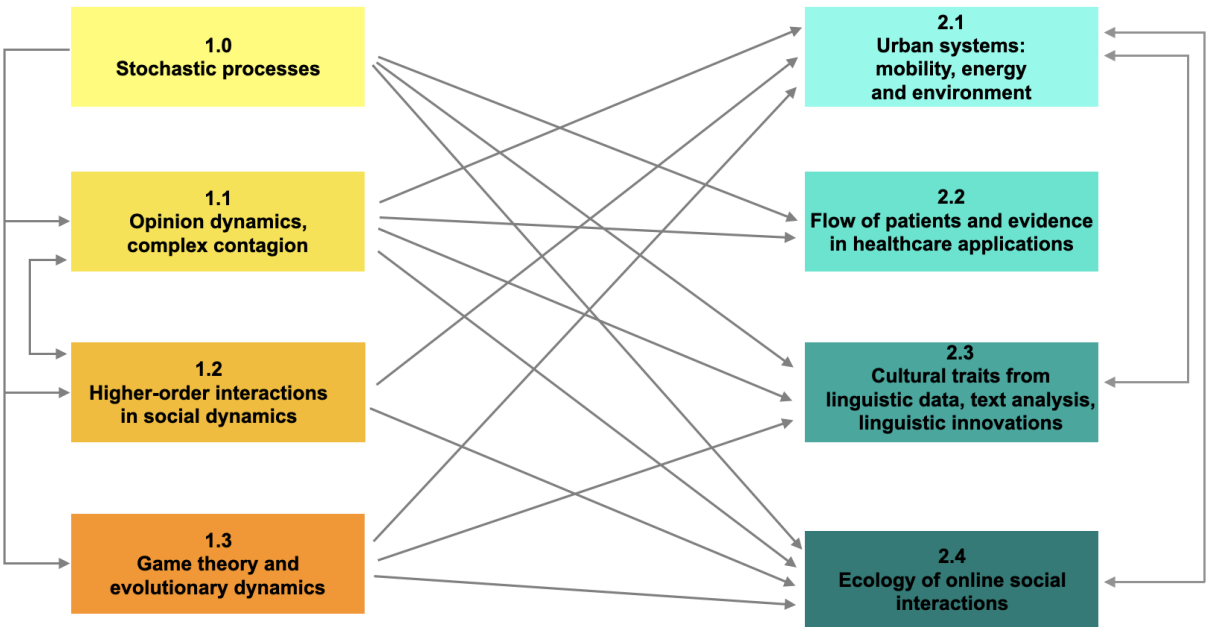 1.0
Stochastic processes
1.1
Opinion dynamics,
complex contagion
1.2
Higher-order interactions
in social dynamics
1.3
Game theory and
evolutionary dynamics
2.1
Urban systems:
mobility, energy
and environment
2.2
Flow of patients and evidence
in healthcare applications
2.3
Cultural traits from
linguistic data, text analysis,
linguistic innovations
2.4
Ecology of online social
interactions